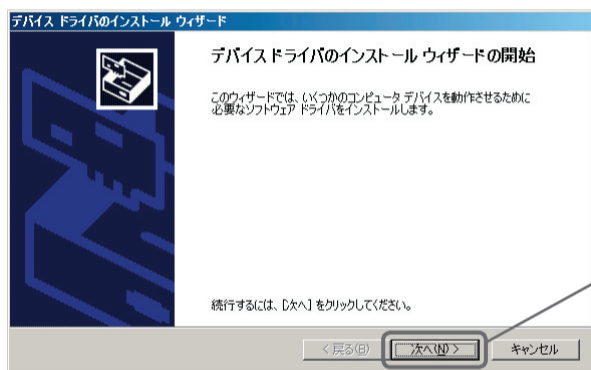 デバイス ドライバのインストール ウィザード
デバイス ドライバのインストール ウィザードの開始
このウィザードでは、いくつかのコンピュータ デバイスを動作させるために
必要なソフトウェア ドライバをインストールします。
続行するには、[次へ] をクリックしてください。
< 戻る(B)
次へ(N) >
キャンセル